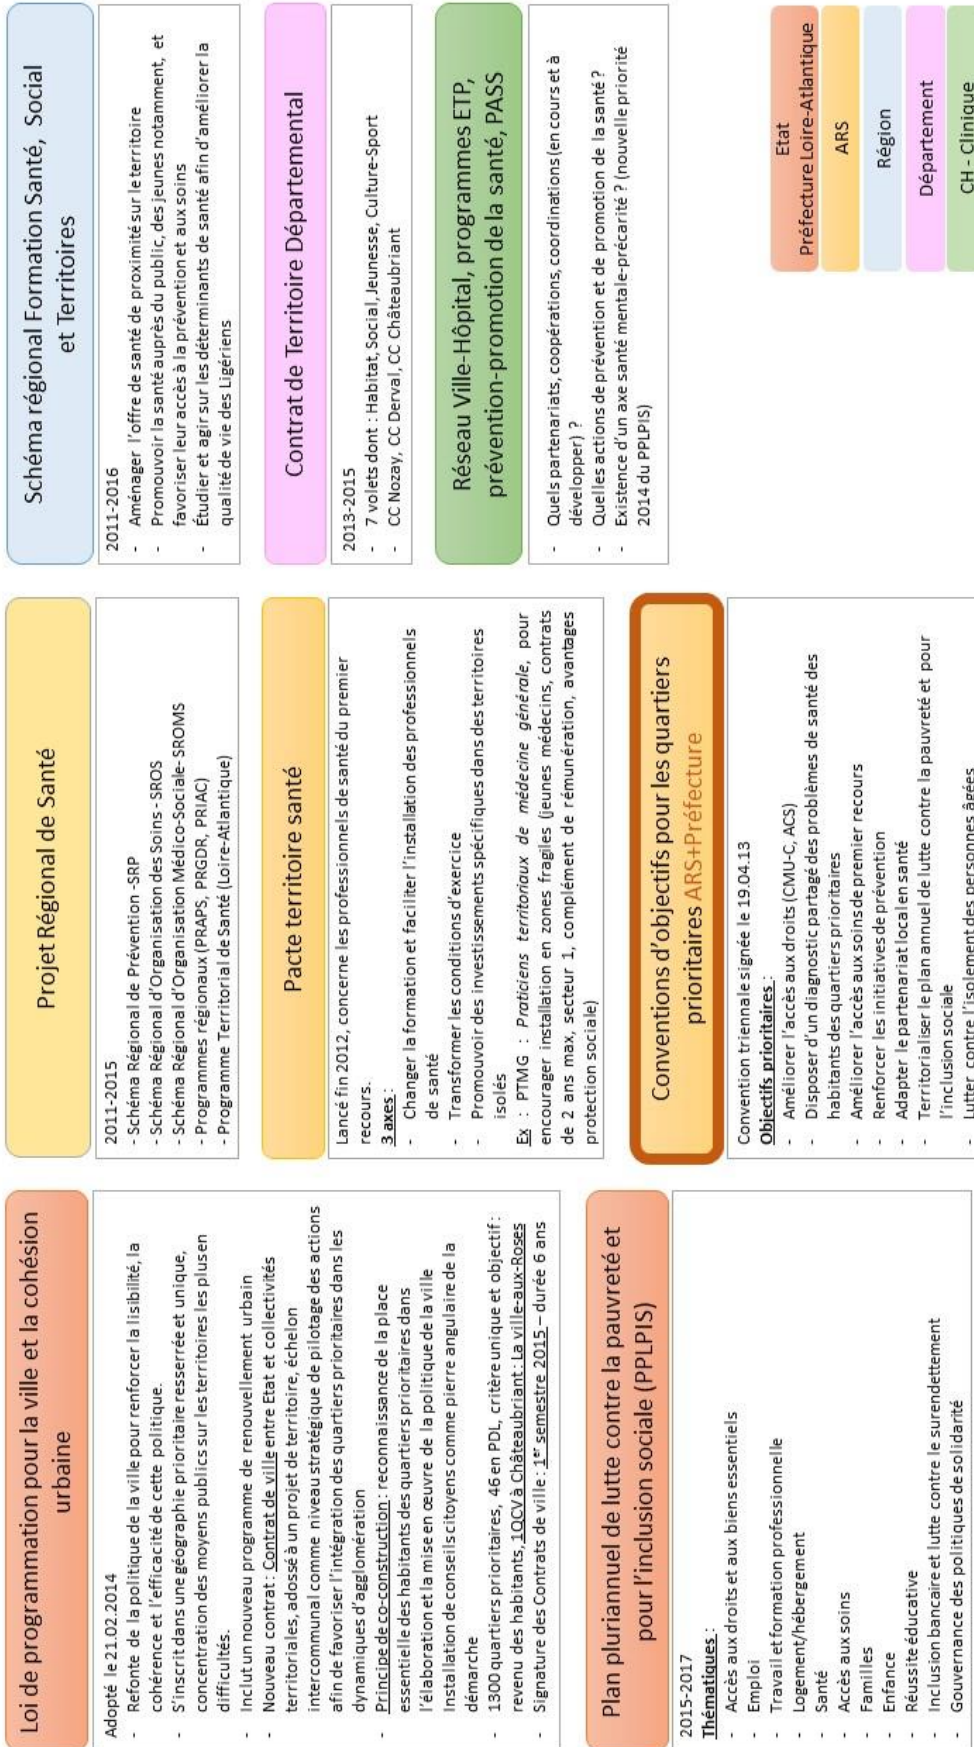 Loi de programmation pour la ville et la cohésion
urbaine
Adopté le 21.02.2014
- Refonte de la politique de la ville pour renforcer la lisibilité, la
cohérence et l'efficacité de cette politique.
- S'inscrit dans une géographie prioritaire resserrée et unique,
concentration des moyens publics sur les territoires les plus en
difficultés.
- Inclut un nouveau programme de renouvellement urbain
- Nouveau contrat : Contrat de ville entre Etat et collectivités
territoriales, adossé à un projet de territoire, échelon
intercommunal comme niveau stratégique de pilotage des actions
afin de favoriser l'intégration des quartiers prioritaires dans les
dynamiques d'agglomération
- Principe de co-construction : reconnaissance de la place
essentielle des habitants des quartiers prioritaires dans
l'élaboration et la mise en œuvre de la politique de la ville
Installation de conseils citoyens comme pierre angulaire de la
démarche
- 1300 quartiers prioritaires, 46 en PDL, critère unique et objectif :
revenu des habitants, 1QCV à Châteaubriant : La ville-aux-Roses
- Signature des Contrats de ville : 1er semestre 2015 – durée 6 ans
Plan pluriannuel de lutte contre la pauvreté et
pour l'inclusion sociale (PPLPIS)
2015-2017
Thématiques :
- Accès aux droits et aux biens essentiels
- Emploi
- Travail et formation professionnelle
- Logement/hébergement
- Santé
- Accès aux soins
- Familles
- Enfance
- Réussite éducative
- Inclusion bancaire et lutte contre le surendettement
- Gouvernance des politiques de solidarité
Projet Régional de Santé
2011-2015
- Schéma Régional de Prévention -SRP
- Schéma Régional d'Organisation des Soins - SROS
- Schéma Régional d'Organisation Médico-Sociale- SROMS
- Programmes régionaux (PRAPS, PRGDR, PRIAC)
- Programme Territorial de Santé (Loire-Atlantique)
Pacte territoire santé
Lancé fin 2012, concerne les professionnels de santé du premier
recours.
3 axes :
- Changer la formation et faciliter l'installation des professionnels
de santé
- Transformer les conditions d'exercice
- Promouvoir des investissements spécifiques dans des territoires
isolés
Ex : PTMG : Praticiens territoriaux de médecine générale, pour
encourager installation en zones fragiles (jeunes médecins, contrats
de 2 ans max, secteur 1, complément de rémunération, avantages
protection sociale)
Conventions d'objectifs pour les quartiers
prioritaires ARS+Préfecture
Convention triennale signée le 19.04.13
Objectifs prioritaires :
- Améliorer l'accès aux droits (CMU-C, ACS)
- Disposer d'un diagnostic partagé des problèmes de santé des
habitants des quartiers prioritaires
- Améliorer l'accès aux soins de premier recours
- Renforcer les initiatives de prévention
- Adapter le partenariat local en santé
- Territorialiser le plan annuel de lutte contre la pauvreté et pour
l'inclusion sociale
- Lutter contre l'isolement des personnes âgées
Schéma régional Formation Santé, Social
et Territoires
2011-2016
- Aménager l'offre de santé de proximité sur le territoire
- Promouvoir la santé auprès du public, des jeunes notamment, et
favoriser leur accès à la prévention et aux soins
- Étudier et agir sur les déterminants de santé afin d'améliorer la
qualité de vie des Ligériens
Contrat de Territoire Départemental
2013-2015
- 7 volets dont : Habitat, Social, Jeunesse, Culture-Sport
- CC Nozay, CC Derval, CC Châteaubriant
Réseau Ville-Hôpital, programmes ETP,
prévention-promotion de la santé, PASS
- Quels partenariats, coopérations, coordinations (en cours et à
développer) ?
- Quelles actions de prévention et de promotion de la santé ?
- Existence d'un axe santé mentale-précarité ? (nouvelle priorité
2014 du PPLPIS)
Etat
Préfecture Loire-Atlantique
ARS
Région
Département
CH - Clinique